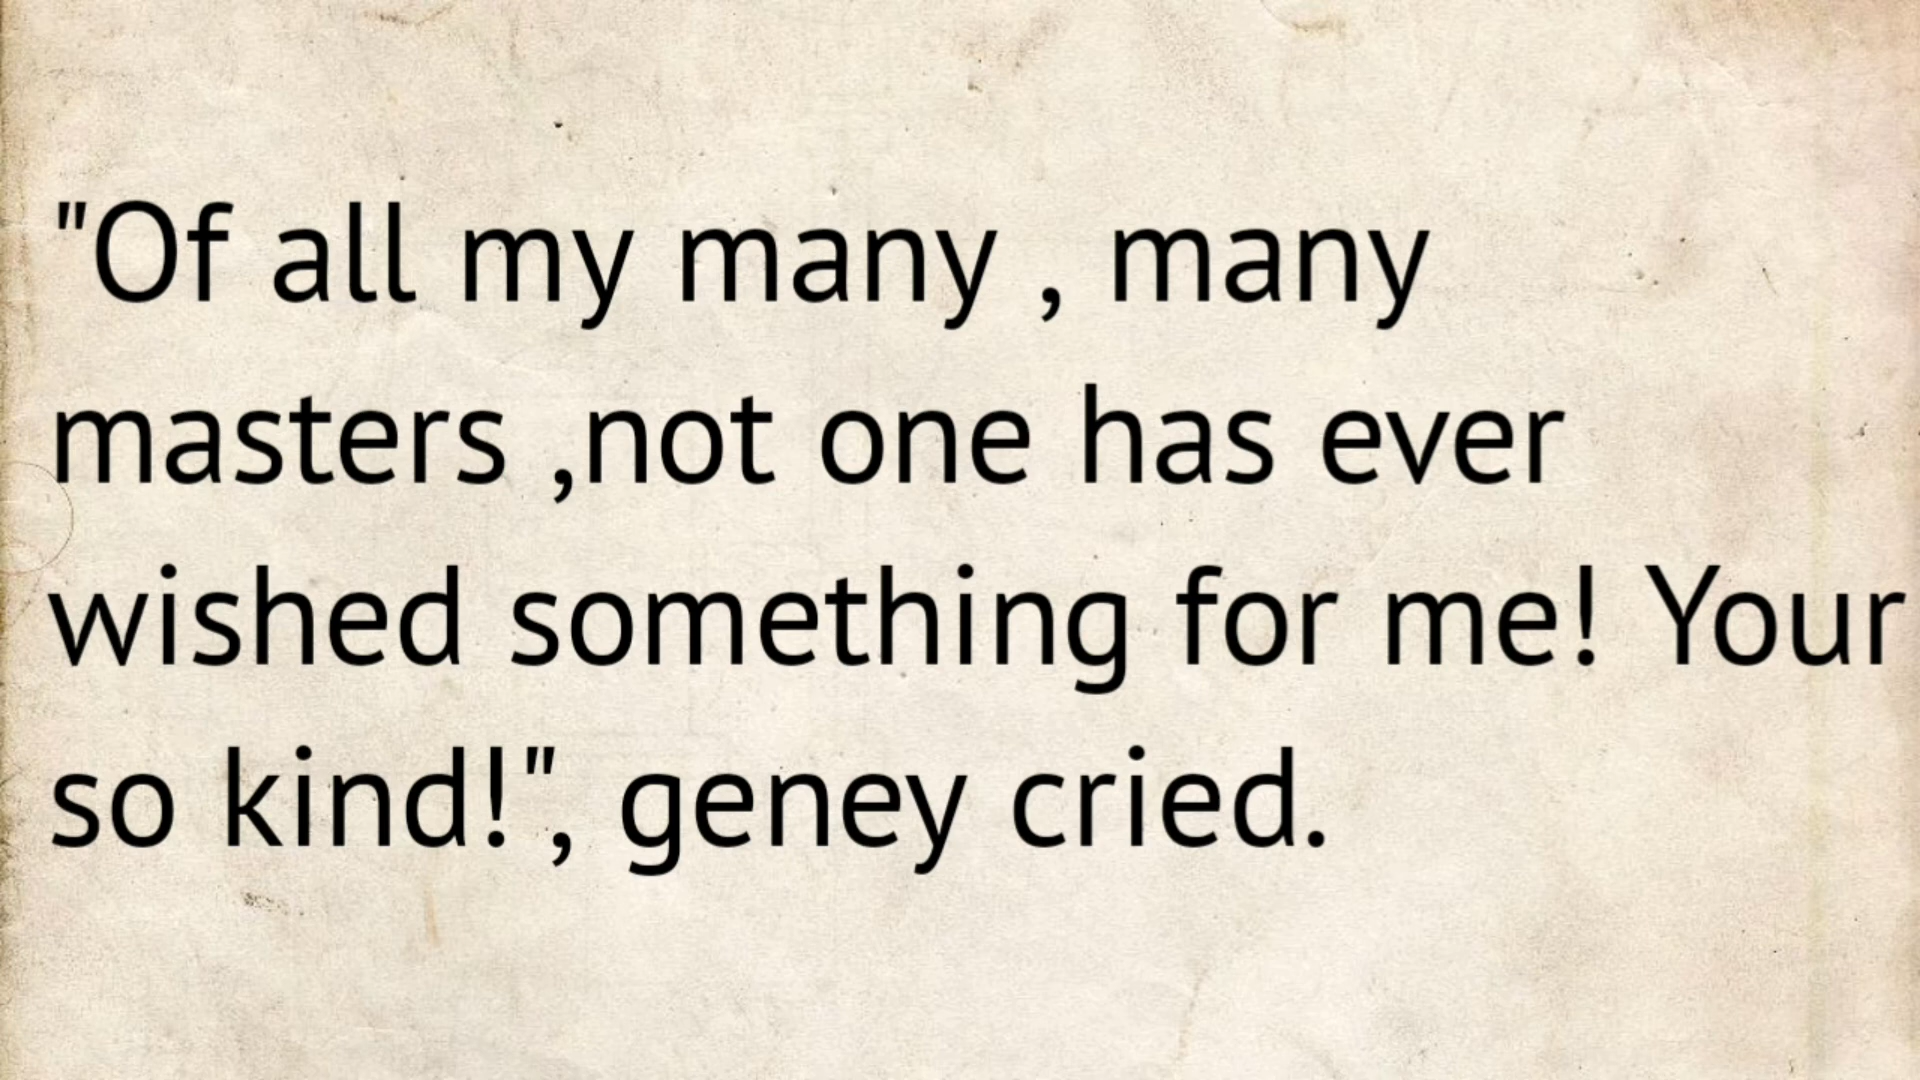 "Of all my many , many
masters ,not one has ever
wished something for me! Your
so kind!", geney cried.